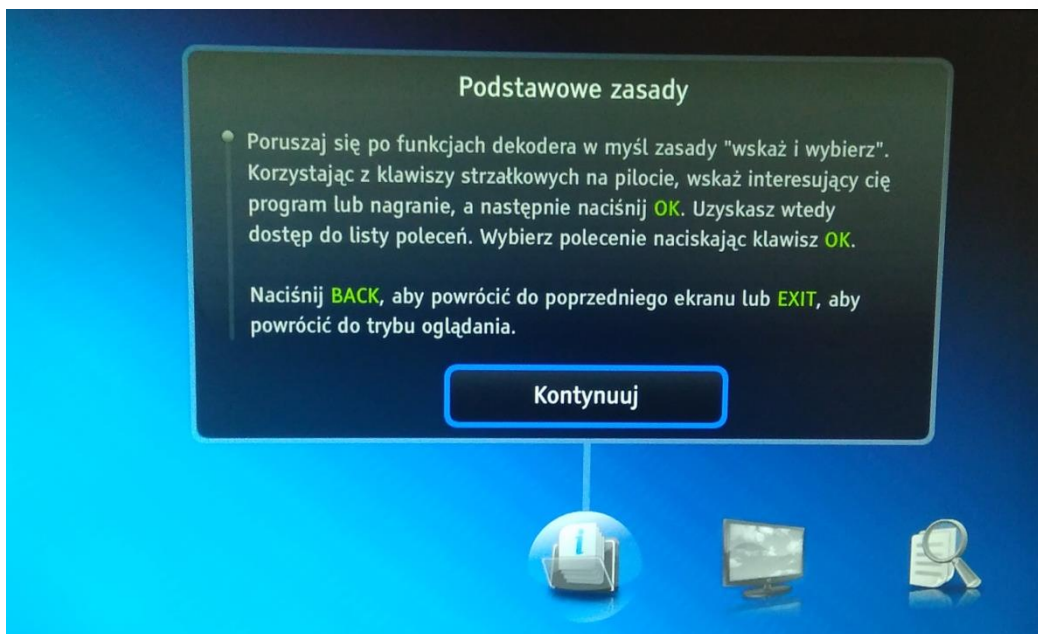 Podstawowe zasady
Poruszaj się po funkcjach dekodera w myśl zasady "wskaż i wybierz".
Korzystając z klawiszy strzałkowych na pilocie, wskaż interesujący cię
program lub nagranie, a następnie naciśnij OK. Uzyskasz wtedy
dostęp do listy poleceń. Wybierz polecenie naciskając klawisz OK.
Naciśnij BACK, aby powrócić do poprzedniego ekranu lub EXIT, aby
powrócić do trybu oglądania.
Kontynuuj
i